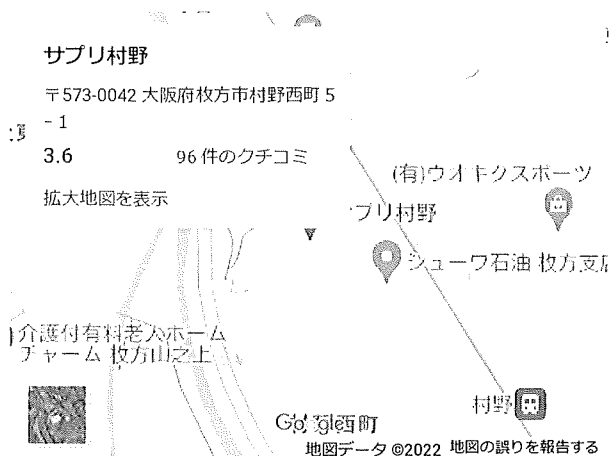 サプリ村野
〒573-0042 大阪府枚方市村野西町 5
- 1
3.6 96 件のクチコミ
拡大地図を表示
(有)ウオキクスポーツ
プリ村野
シューワ石油 枚方支店
介護付有料老人ホーム
チャーム 枚方山之上
村野
西町
Google
地図データ ©2022 地図の誤りを報告する